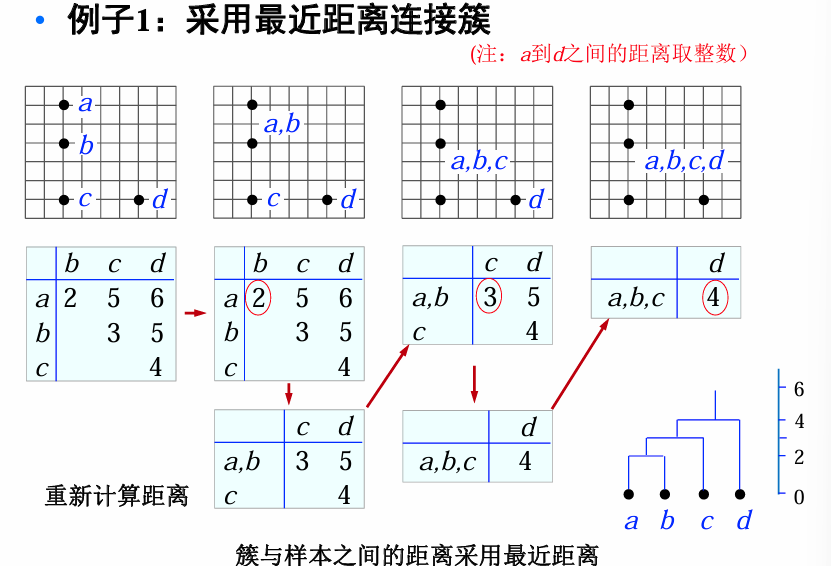 • 例子1：采用最近距离连接簇
(注：a到d之间的距离取整数）
a
b
c d
a,b
c d
a,b,c
d
a,b,c,d
b c d
a 2 5 6
b 3 5
c 4
b c d
a 2 5 6
b 3 5
c 4
c d
a,b 3 5
c 4
d
a,b,c 4
c d
a,b 3 5
c 4
d
a,b,c 4
6
4
2
0
a b c d
重新计算距离
簇与样本之间的距离采用最近距离